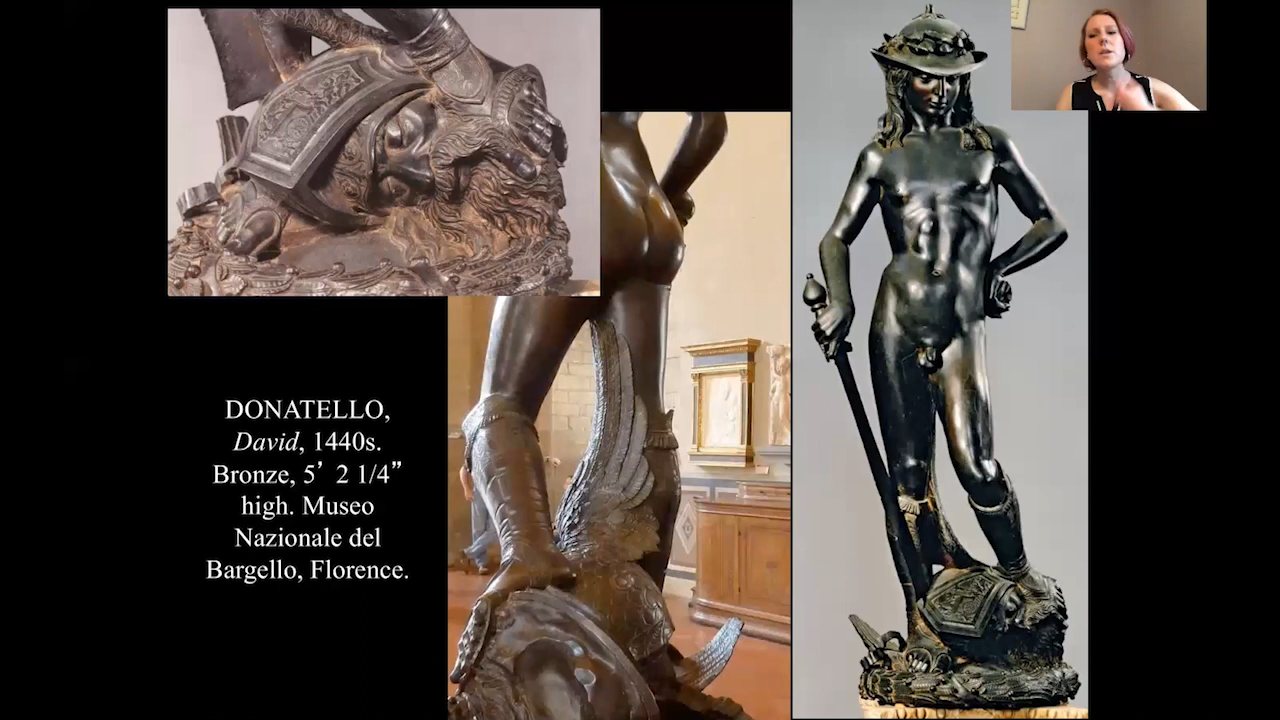 DONATELLO,
David, 1440s.
Bronze, 5’ 2 1/4”
high. Museo
Nazionale del
Bargello, Florence.